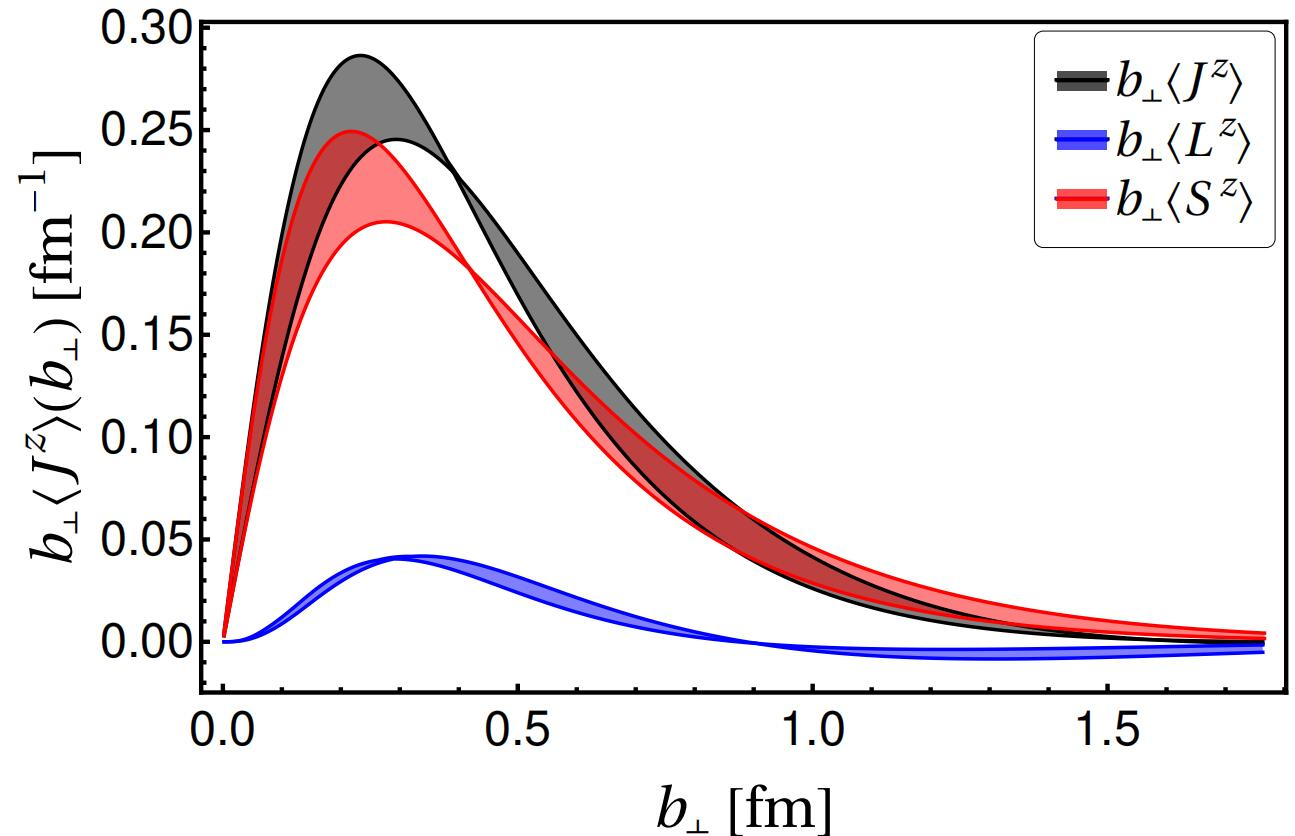 b⊥⟨J^z⟩(b⊥) [fm⁻¹]
0.30
0.25
0.20
0.15
0.10
0.05
0.00
b⊥⟨J^z⟩
b⊥⟨L^z⟩
b⊥⟨S^z⟩
0.0 0.5 1.0 1.5
b⊥ [fm]